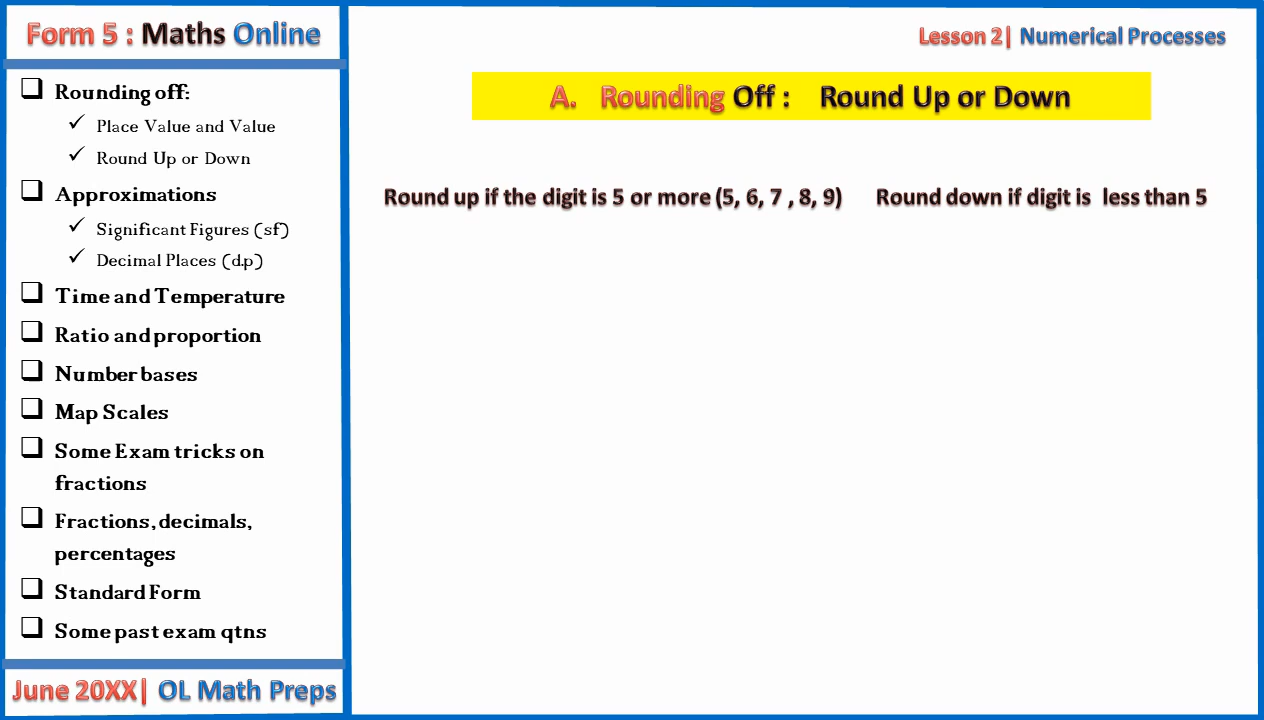 Form 5 : Maths Online
Rounding off:
Place Value and Value
Round Up or Down
Approximations
Significant Figures (sf)
Decimal Places (d.p)
Time and Temperature
Ratio and proportion
Number bases
Map Scales
Some Exam tricks on
fractions
Fractions, decimals,
percentages
Standard Form
Some past exam qtns
June 20XX| OL Math Preps
Lesson 2| Numerical Processes
A. Rounding Off : Round Up or Down
Round up if the digit is 5 or more (5, 6, 7 , 8, 9) Round down if digit is less than 5